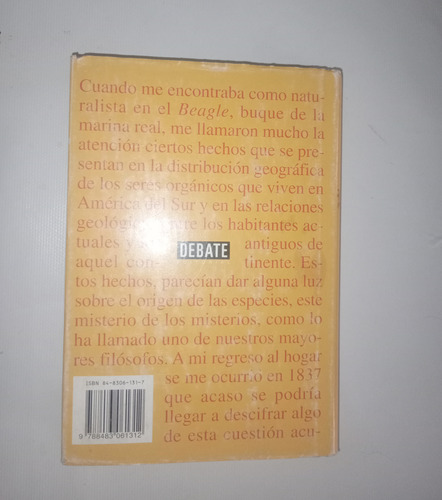 Cuando me encontraba como natu-
ralista en el Beagle, buque de la
marina real, me llamaron mucho la
atención ciertos hechos que se pre-
sentan en la distribución geográfica
de los seres orgánicos que viven en
América del Sur y en las relaciones
geológicas entre los habitantes ac-
tuales y antiguos de
DEBATE
aquel con- tinente. Es-
tos hechos, parecían dar alguna luz
sobre el origen de las especies, este
misterio de los misterios, como lo
ha llamado uno de nuestros mayo-
res filósofos. A mi regreso al hogar
se me ocurrió en 1837
que acaso se podría
llegar a descifrar algo
de esta cuestión acu-
ISBN 84-8306-131-7
9 788483 061312